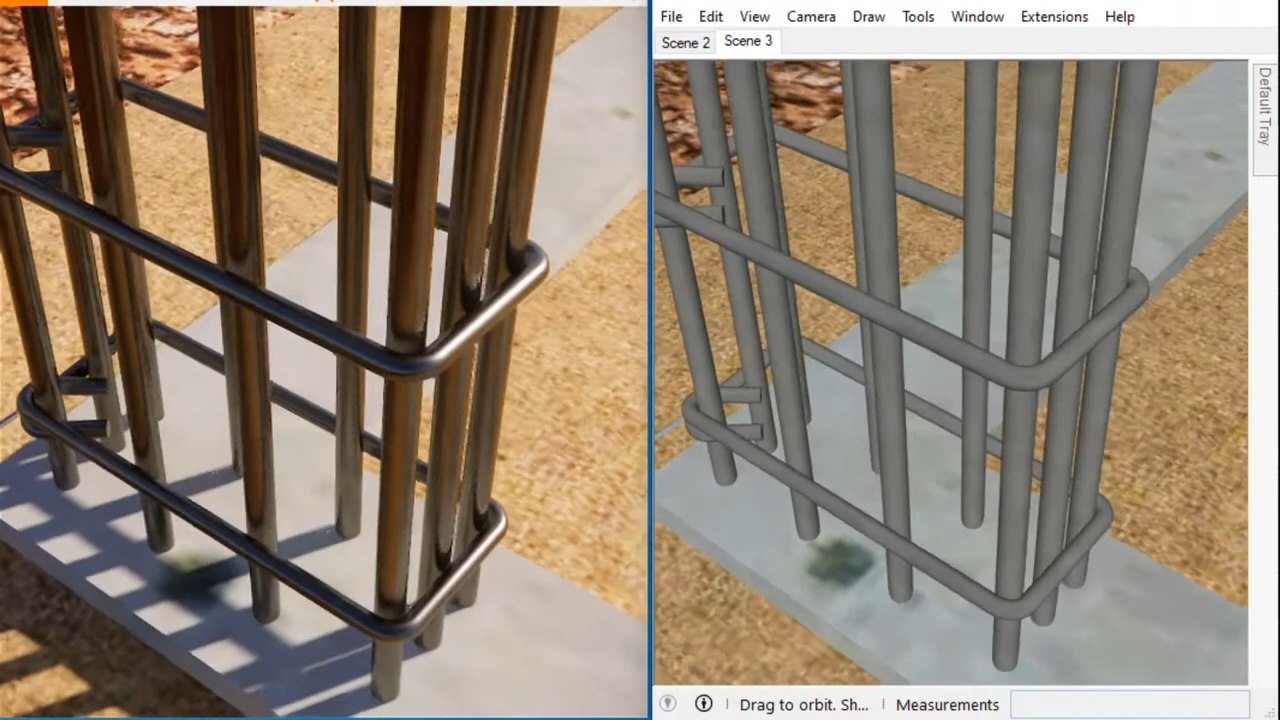 File Edit View Camera Draw Tools Window Extensions Help
Scene 2 Scene 3
Default Tray
Drag to orbit. Sh... Measurements